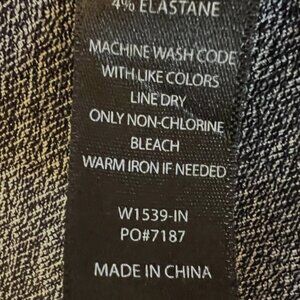 4% ELASTANE
MACHINE WASH CODE
WITH LIKE COLORS
LINE DRY
ONLY NON-CHLORINE
BLEACH
WARM IRON IF NEEDED
W1539-IN
PO#7187
MADE IN CHINA